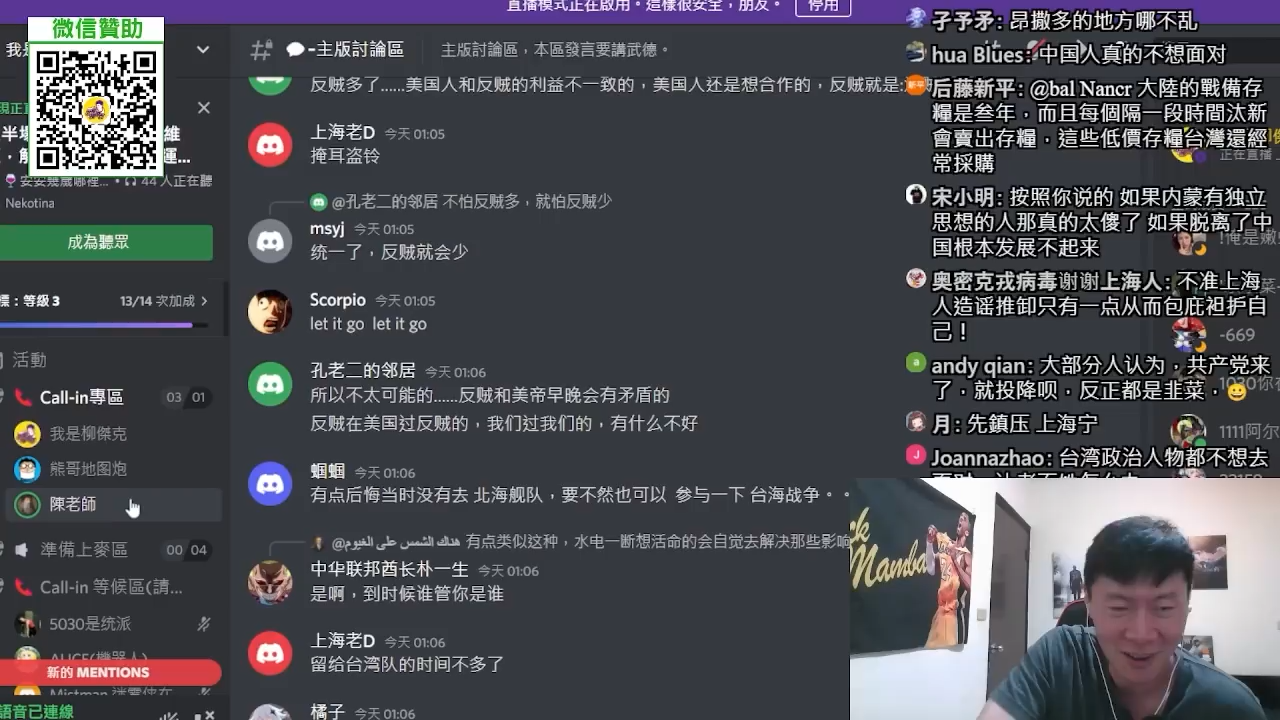 直播模式正在啟用。這樣很安全，朋友。
停用
微信贊助
44 人正在聽
Nekotina
成為聽眾
標：等級 3
13/14 次加成 >
活動
Call-in專區
03 01
我是柳傑克
熊哥地图炮
陳老師
準備上麥區
00 04
Call-in 等候區(請...
5030是统派
新的 MENTIONS
語音已連線
-主版討論區
主版討論區，本區發言要講武德。
反贼多了......美国人和反贼的利益不一致的，美国人还是想合作的，反贼就是
上海老D 今天 01:05
掩耳盗铃
@孔老二的邻居 不怕反贼多，就怕反贼少
msyj 今天 01:05
统一了，反贼就会少
Scorpio 今天 01:05
let it go let it go
孔老二的邻居 今天 01:06
所以不太可能的......反贼和美帝早晚会有矛盾的
反贼在美国过反贼的，我们过我们的，有什么不好
蝈蝈 今天 01:06
有点后悔当时没有去 北海舰队，要不然也可以 参与一下 台海战争。。
@هناك الشمس على الغيوم 有点类似这种，水电一断想活命的会自觉去解决那些影响
中华联邦酋长朴一生 今天 01:06
是啊，到时候谁管你是谁
上海老D 今天 01:06
留给台湾队的时间不多了
橘子 今天 01:06
孖予矛: 昂撒多的地方哪不乱
hua Blues: 中国人真的不想面对
后藤新平: @bal Nancr 大陸的戰備存
糧是叁年，而且每個隔一段時間汰新
會賣出存糧，這些低價存糧台灣還經
常採購
宋小明: 按照你说的 如果内蒙有独立
思想的人那真的太傻了 如果脱离了中
国根本发展不起来
奥密克戎病毒谢谢上海人: 不准上海
人造谣推卸只有一点从而包庇袒护自
己！
andy qian: 大部分人认为，共产党来
了，就投降呗，反正都是韭菜，😀
月: 先鎮压 上海宁
Joannazhao: 台湾政治人物都不想去
正在直播
-669
1111阿尔
Mamba